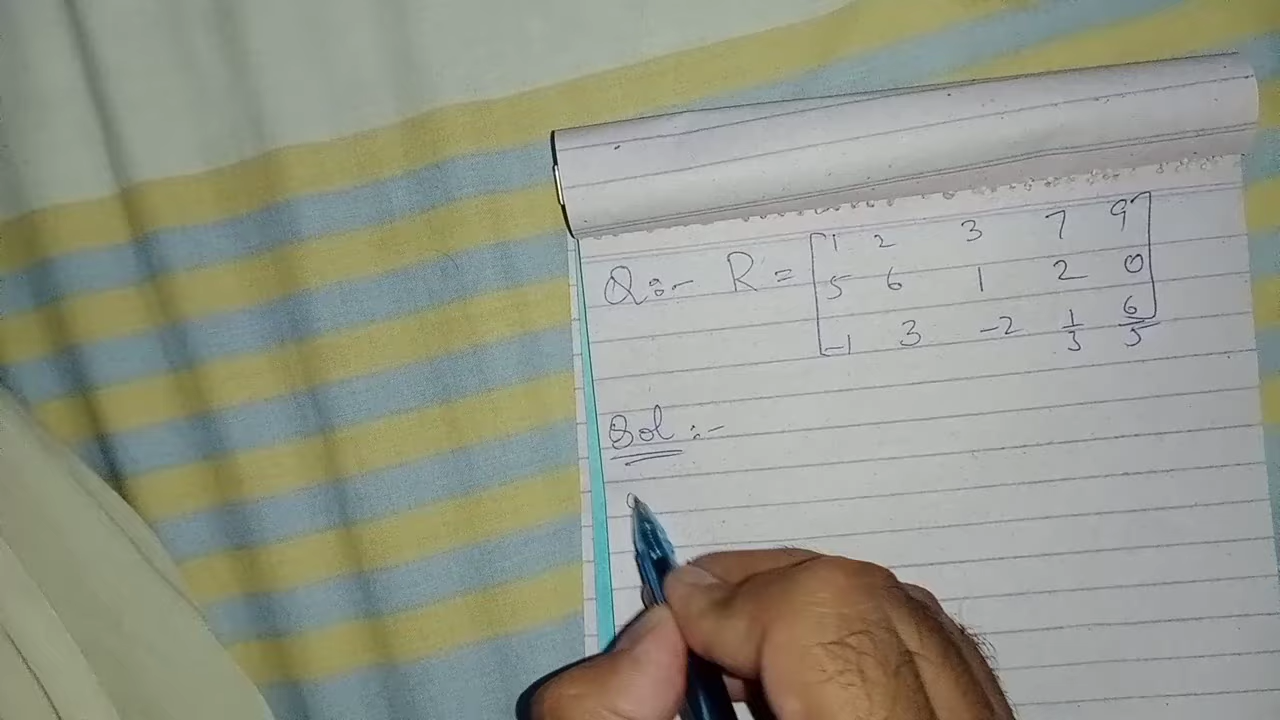 Q:- R = [1 2 3 7 9
5 6 1 2 0
-1 3 -2 1/3 6/5]
Sol :-